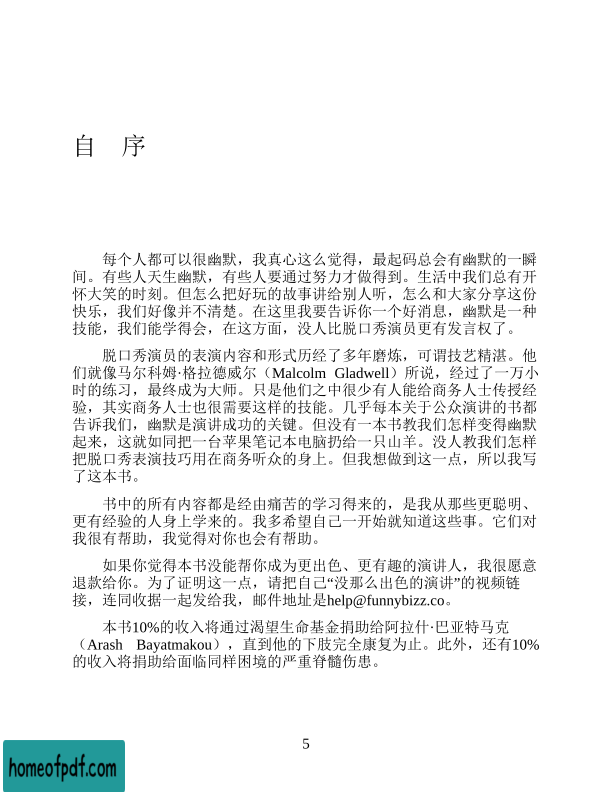 自　序
每个人都可以很幽默，我真心这么觉得，最起码总会有幽默的一瞬
间。有些人天生幽默，有些人要通过努力才做得到。生活中我们总有开
怀大笑的时刻。但怎么把好玩的故事讲给别人听，怎么和大家分享这份
快乐，我们好像并不清楚。在这里我要告诉你一个好消息，幽默是一种
技能，我们能学得会，在这方面，没人比脱口秀演员更有发言权了。
脱口秀演员的表演内容和形式历经了多年磨炼，可谓技艺精湛。他
们就像马尔科姆·格拉德威尔（Malcolm Gladwell）所说，经过了一万小
时的练习，最终成为大师。只是他们之中很少有人能给商务人士传授经
验，其实商务人士也很需要这样的技能。几乎每本关于公众演讲的书都
告诉我们，幽默是演讲成功的关键。但没有一本书教我们怎样变得幽默
起来，这就如同把一台苹果笔记本电脑扔给一只山羊。没人教我们怎样
把脱口秀表演技巧用在商务听众的身上。但我想做到这一点，所以我写
了这本书。
书中的所有内容都是经由痛苦的学习得来的，是我从那些更聪明、
更有经验的人身上学来的。我多希望自己一开始就知道这些事。它们对
我很有帮助，我觉得对你也会有帮助。
如果你觉得本书没能帮你成为更出色、更有趣的演讲人，我很愿意
退款给你。为了证明这一点，请把自己“没那么出色的演讲”的视频链
接，连同收据一起发给我，邮件地址是help@funnybizz.co。
本书10%的收入将通过渴望生命基金捐助给阿拉什·巴亚特马克
（Arash Bayatmakou），直到他的下肢完全康复为止。此外，还有10%
的收入将捐助给面临同样困境的严重脊髓伤患。
5
homeofpdf.com